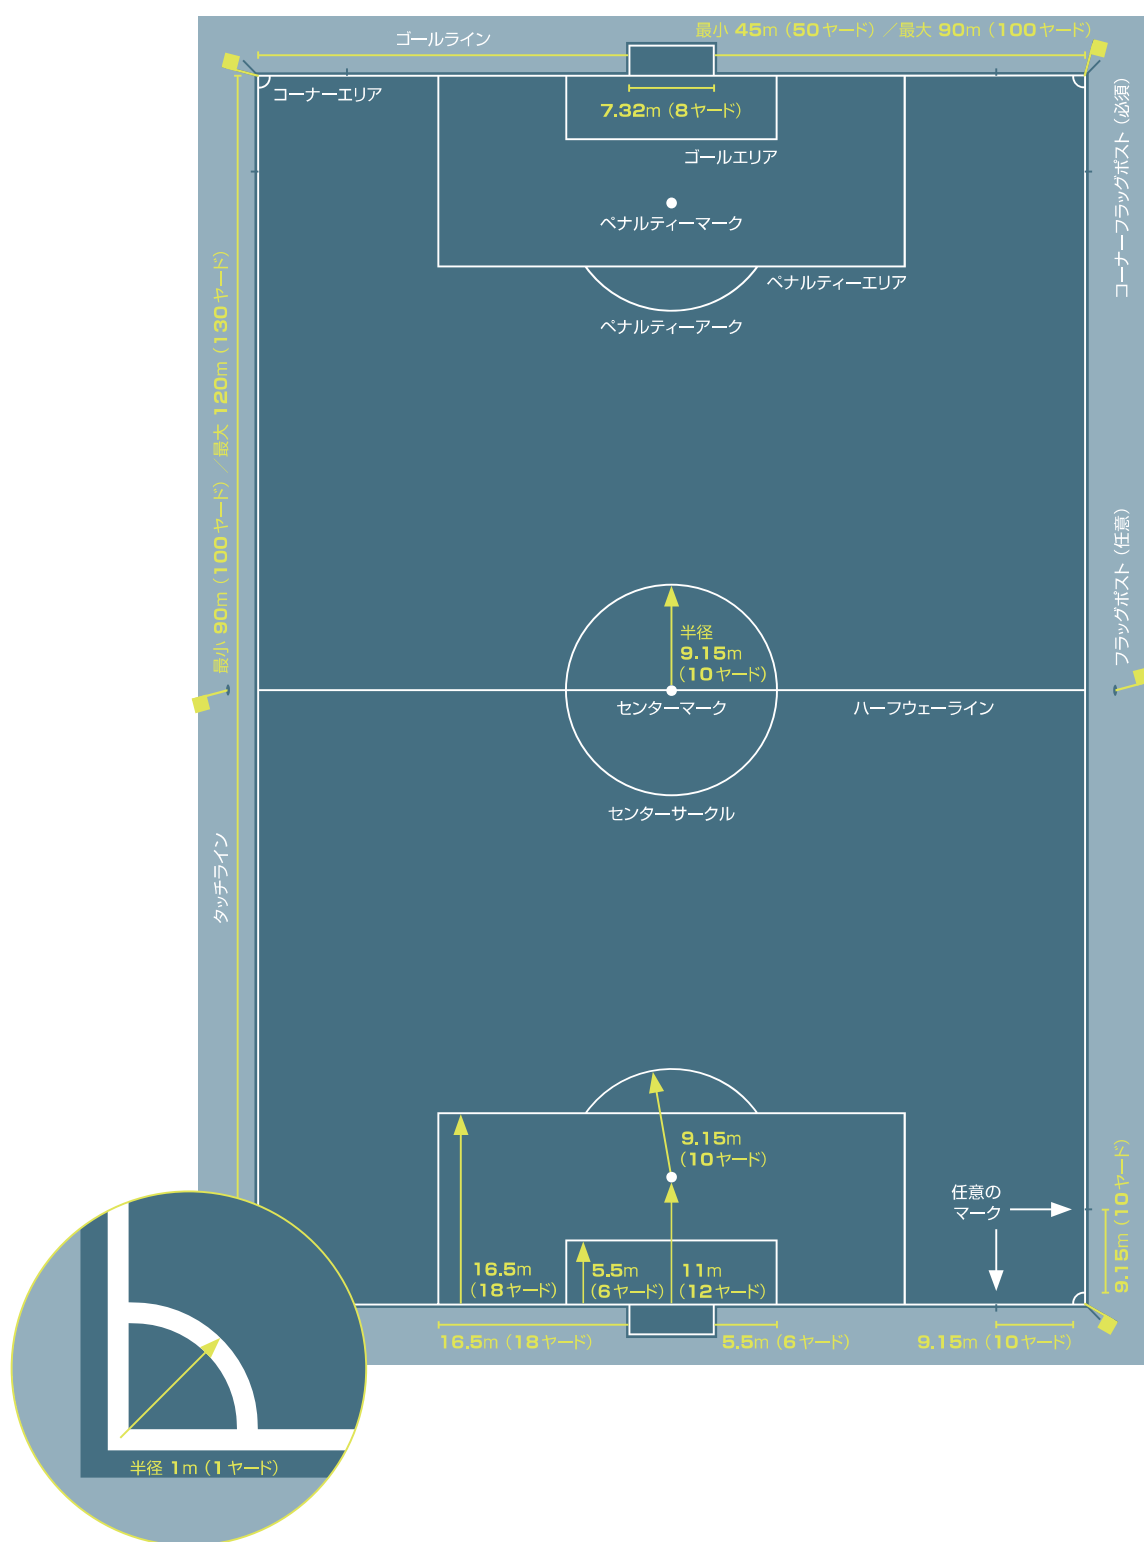 ゴールライン
最小 45m（50ヤード）／最大 90m（100ヤード）
コーナーエリア
7.32m（8ヤード）
ゴールエリア
ペナルティーマーク
ペナルティーエリア
ペナルティーアーク
コーナーフラッグポスト（必須）
最小 90m（100ヤード）／最大 120m（130ヤード）
フラッグポスト（任意）
半径
9.15m
（10ヤード）
センターマーク
ハーフウェーライン
センターサークル
タッチライン
9.15m
（10ヤード）
任意の
マーク
9.15m（10ヤード）
16.5m
（18ヤード）
5.5m
（6ヤード）
11m
（12ヤード）
16.5m（18ヤード）
5.5m（6ヤード）
9.15m（10ヤード）
半径 1m（1ヤード）